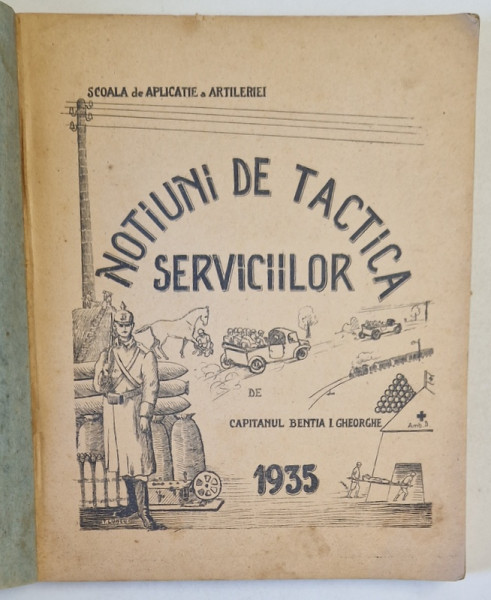 SCOALA de APLICATIE a ARTILERIEI
NOTIUNI DE TACTICA
SERVICIILOR
DE
CAPITANUL BENTIA I. GHEORGHE
1935